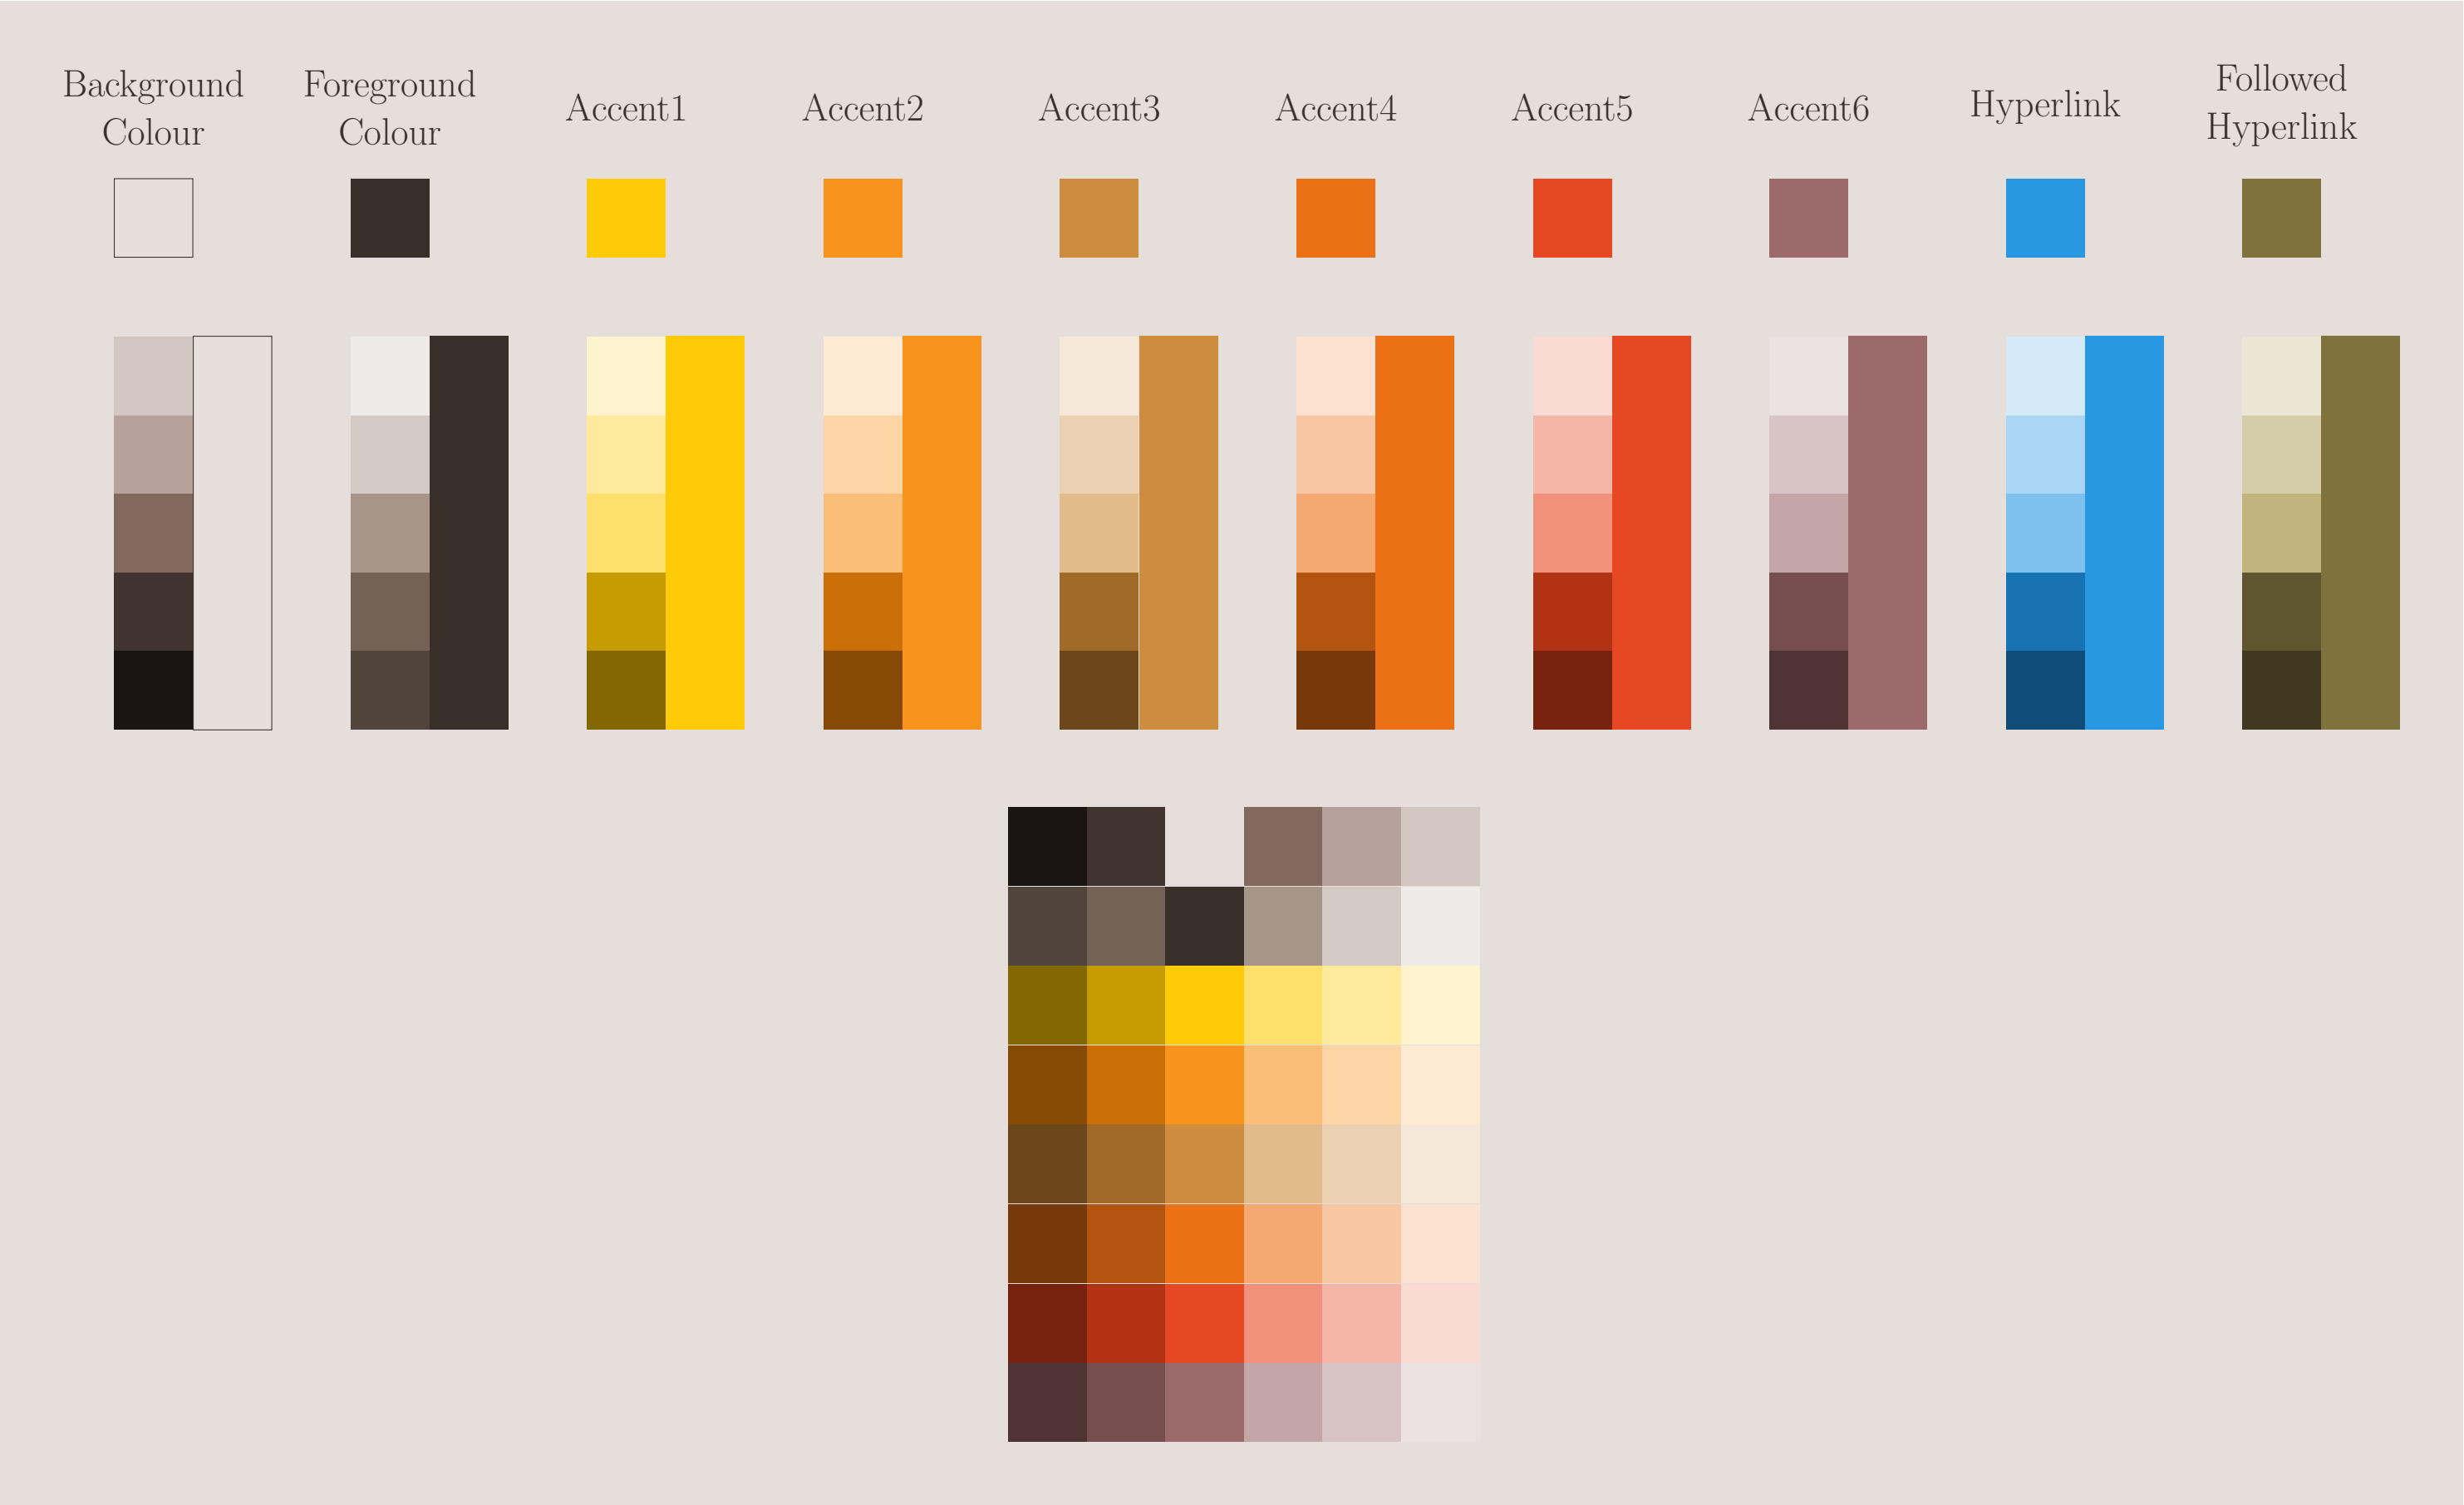 Background
Colour
Foreground
Colour
Accent1
Accent2
Accent3
Accent4
Accent5
Accent6
Hyperlink
Followed
Hyperlink